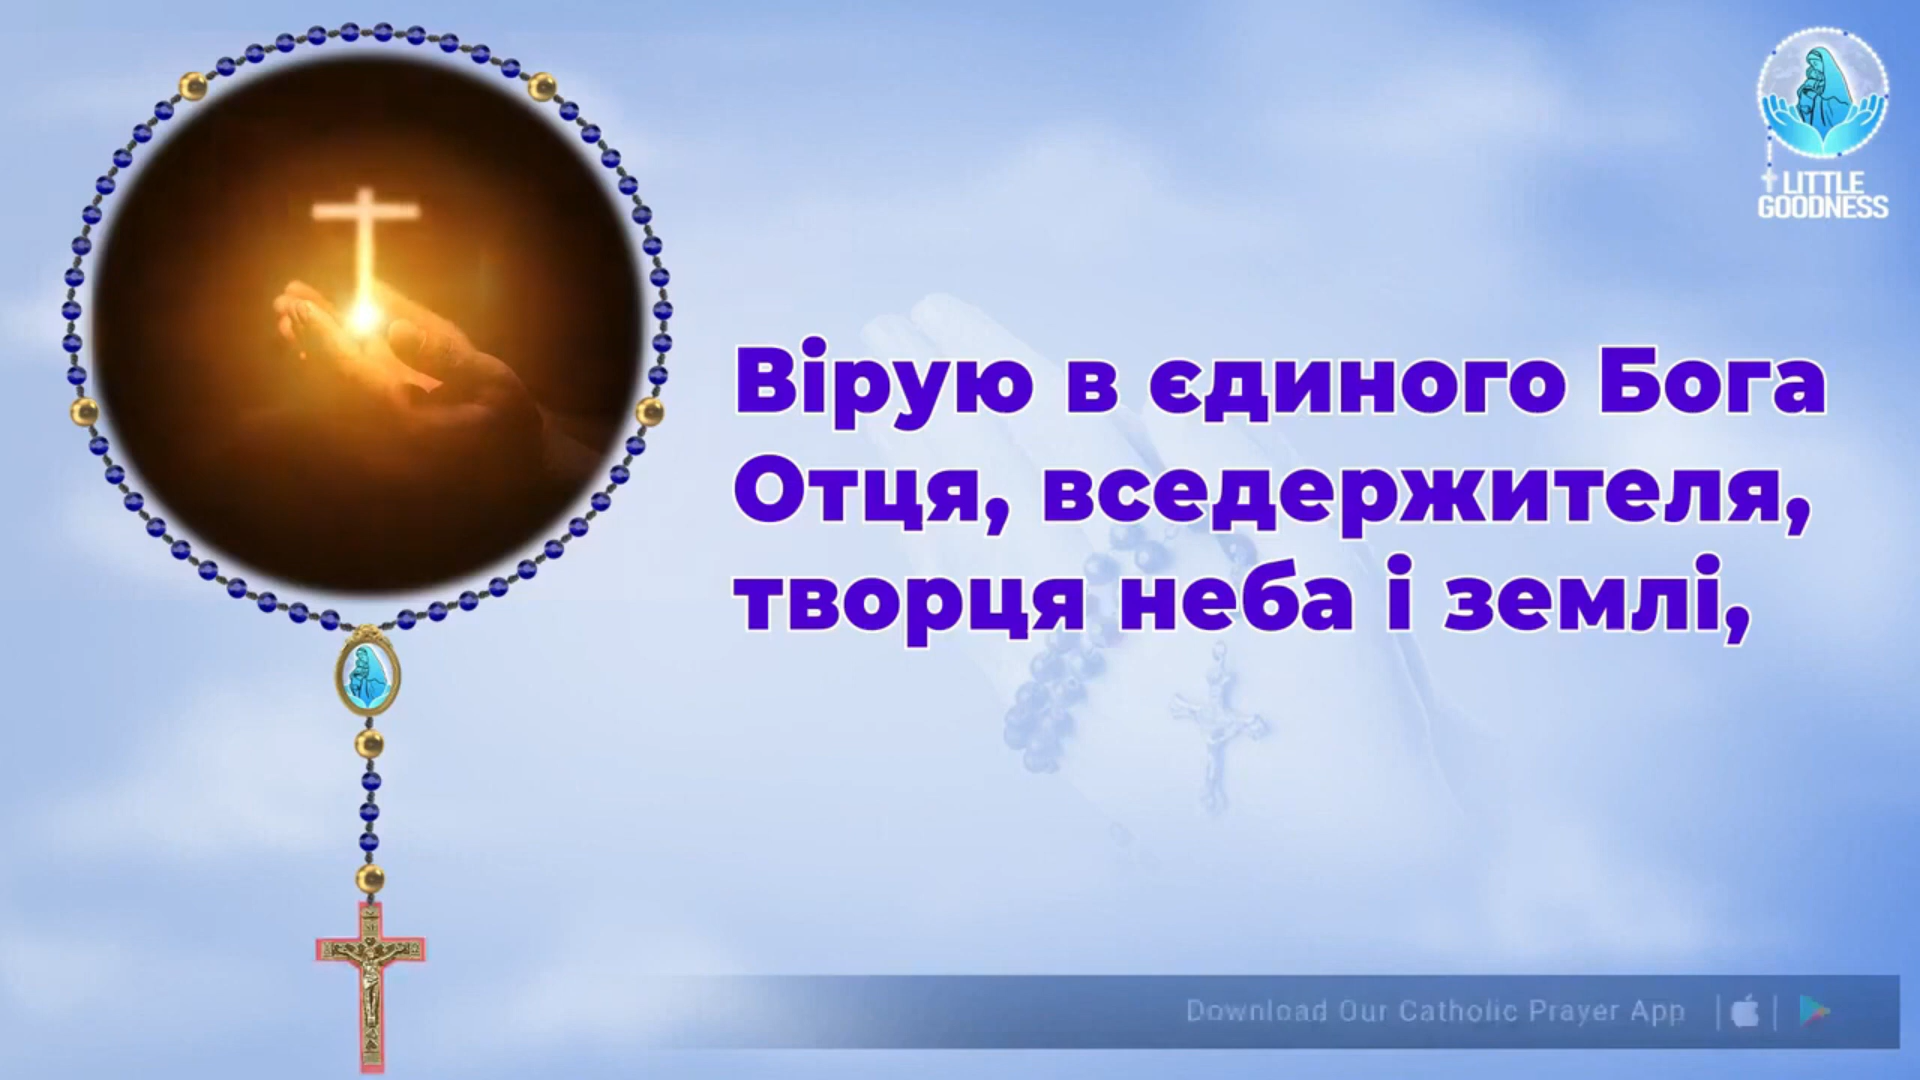 LITTLE
GOODNESS
Вірую в єдиного Бога
Отця, вседержителя,
творця неба і землі,
Download Our Catholic Prayer App